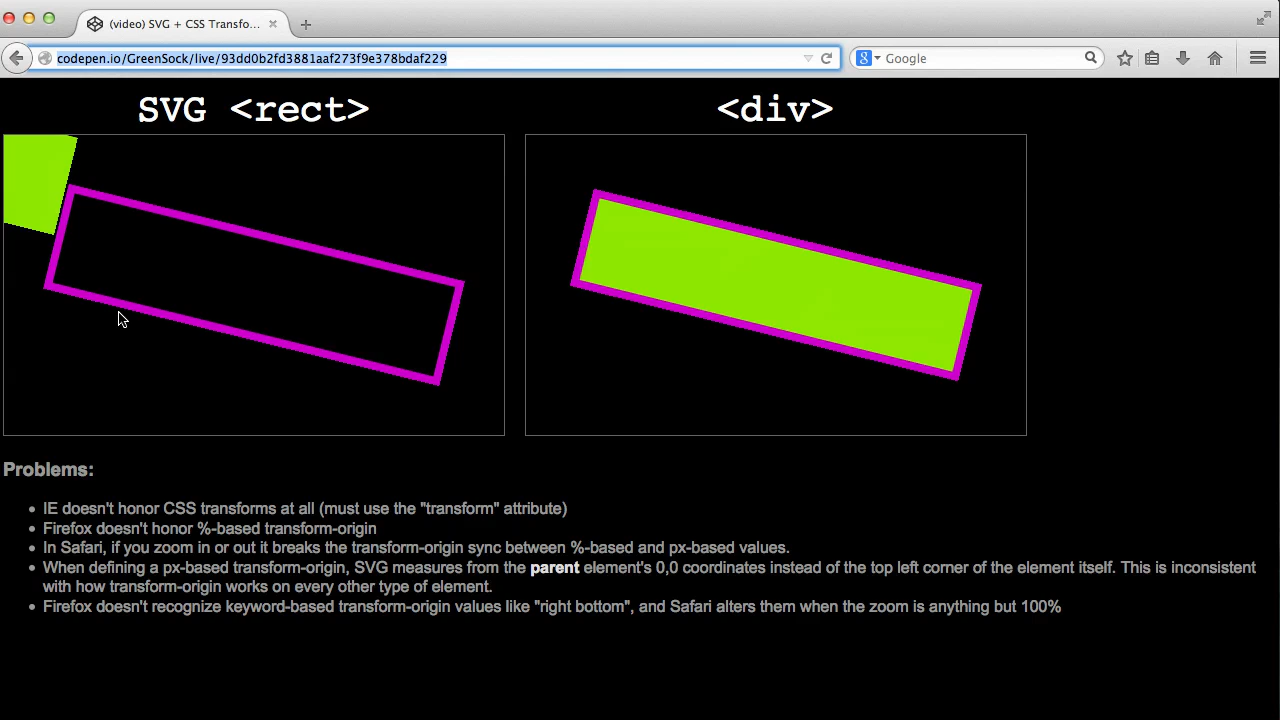 (video) SVG + CSS Transfo...
codepen.io/GreenSock/live/93dd0b2fd3881aaf273f9e378bdaf229
Google
SVG <rect>
<div>
Problems:
IE doesn't honor CSS transforms at all (must use the "transform" attribute)
Firefox doesn't honor %-based transform-origin
In Safari, if you zoom in or out it breaks the transform-origin sync between %-based and px-based values.
When defining a px-based transform-origin, SVG measures from the parent element's 0,0 coordinates instead of the top left corner of the element itself. This is inconsistent
with how transform-origin works on every other type of element.
Firefox doesn't recognize keyword-based transform-origin values like "right bottom", and Safari alters them when the zoom is anything but 100%